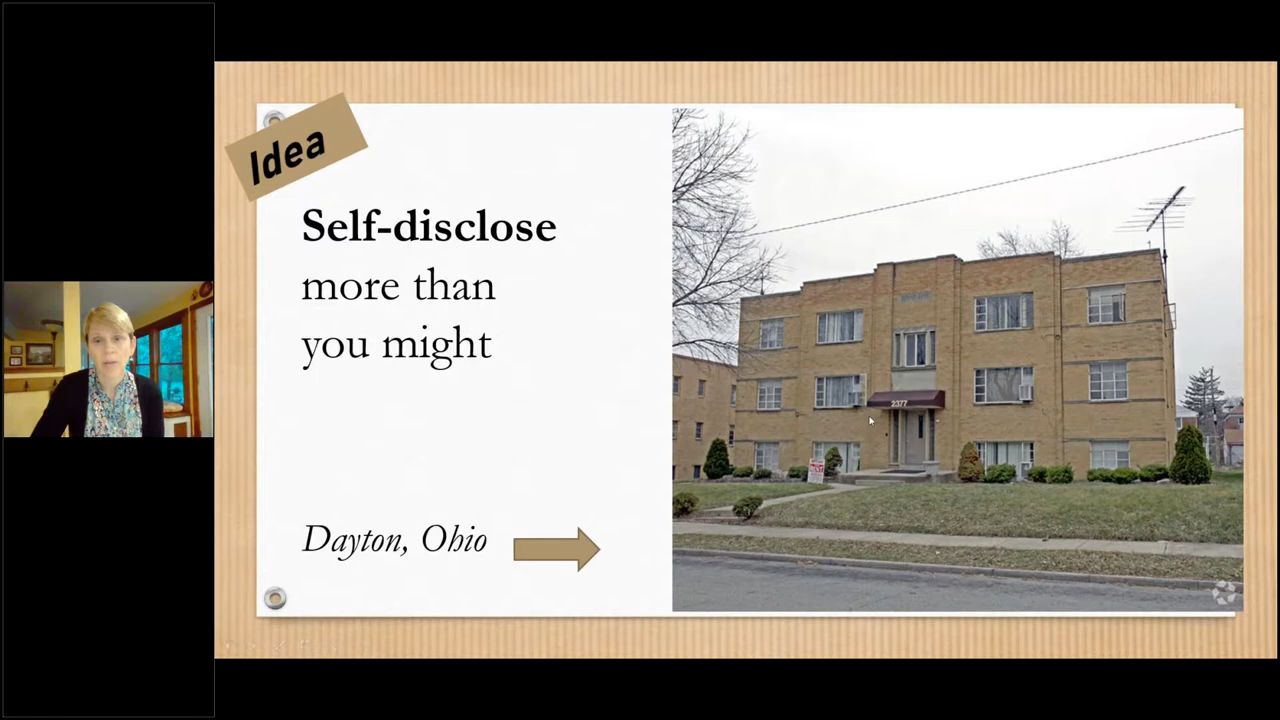 Idea
Self-disclose
more than
you might
Dayton, Ohio
2377